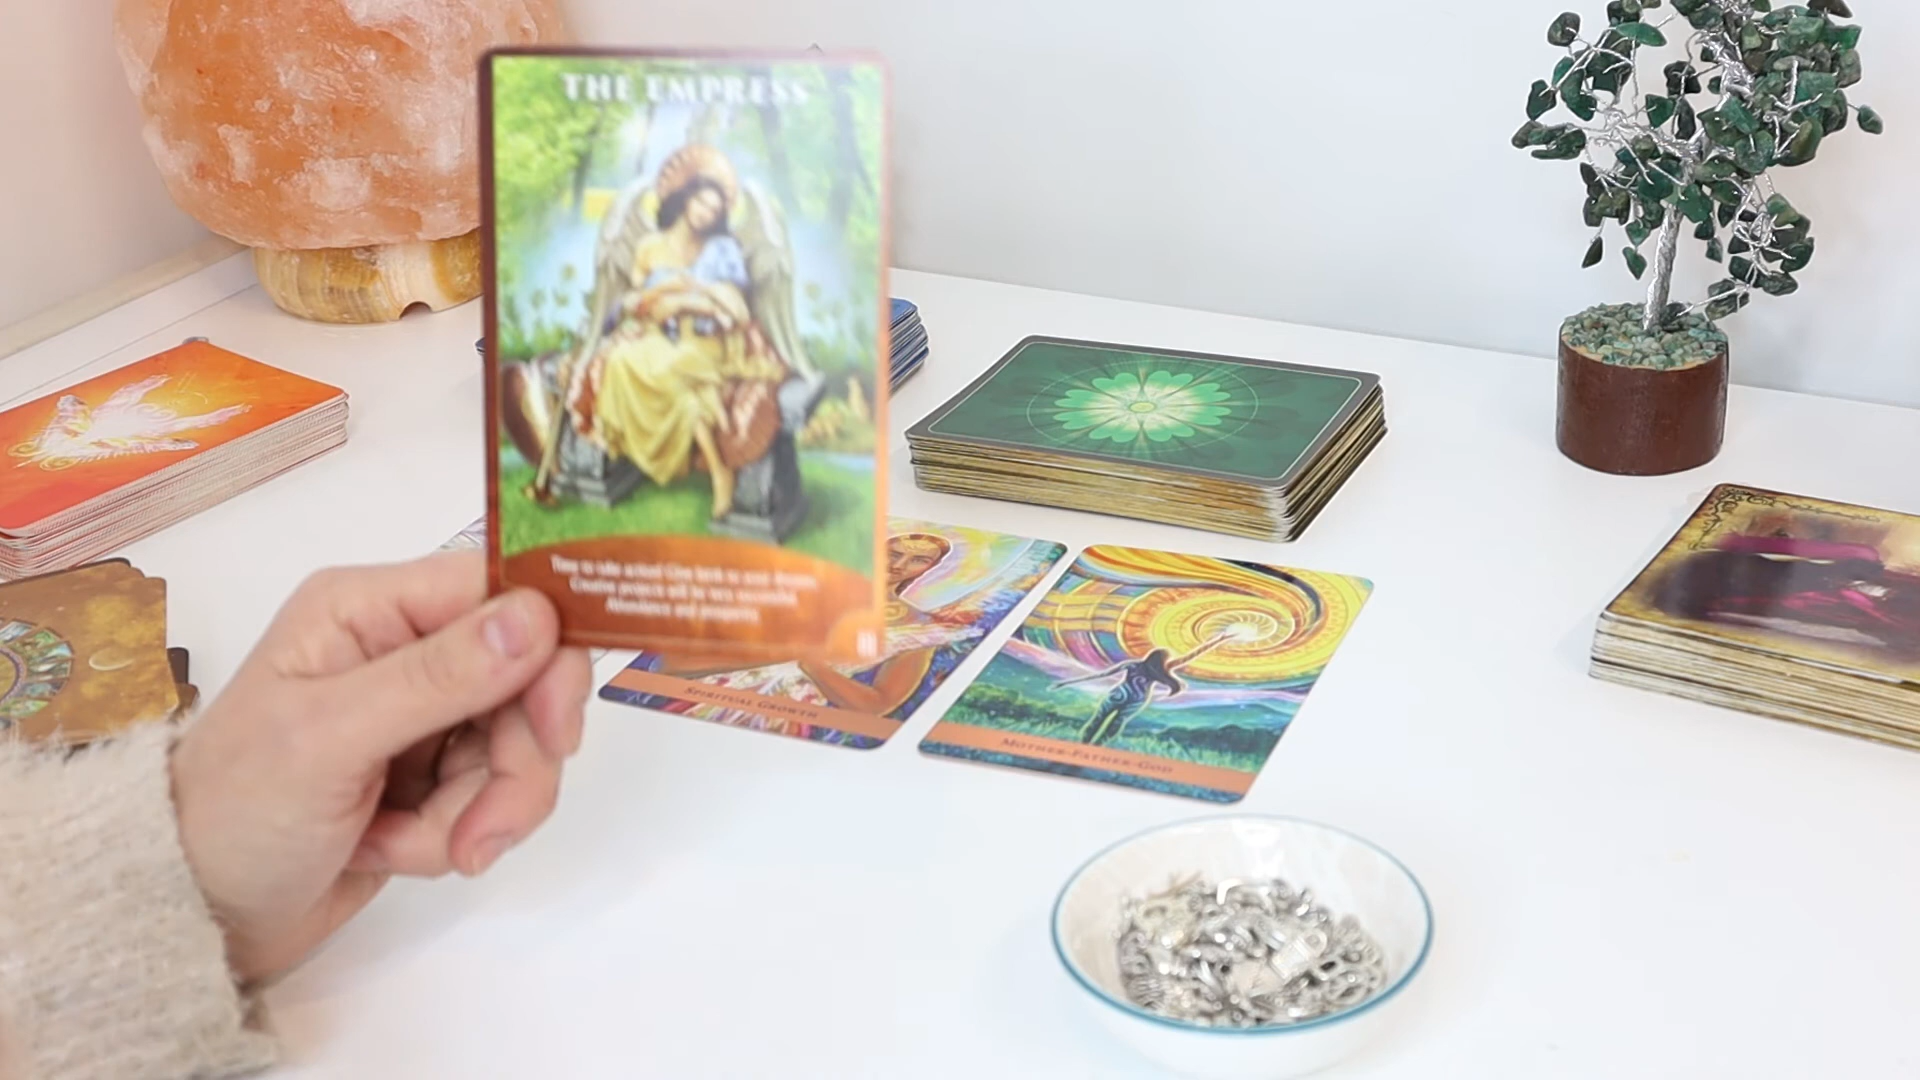 THE EMPRESS
Time to take action! Give birth to your dreams.
Creative projects will be very successful.
Abundance and prosperity.
III
SPIRITUAL GROWTH
MOTHER-FATHER-GOD